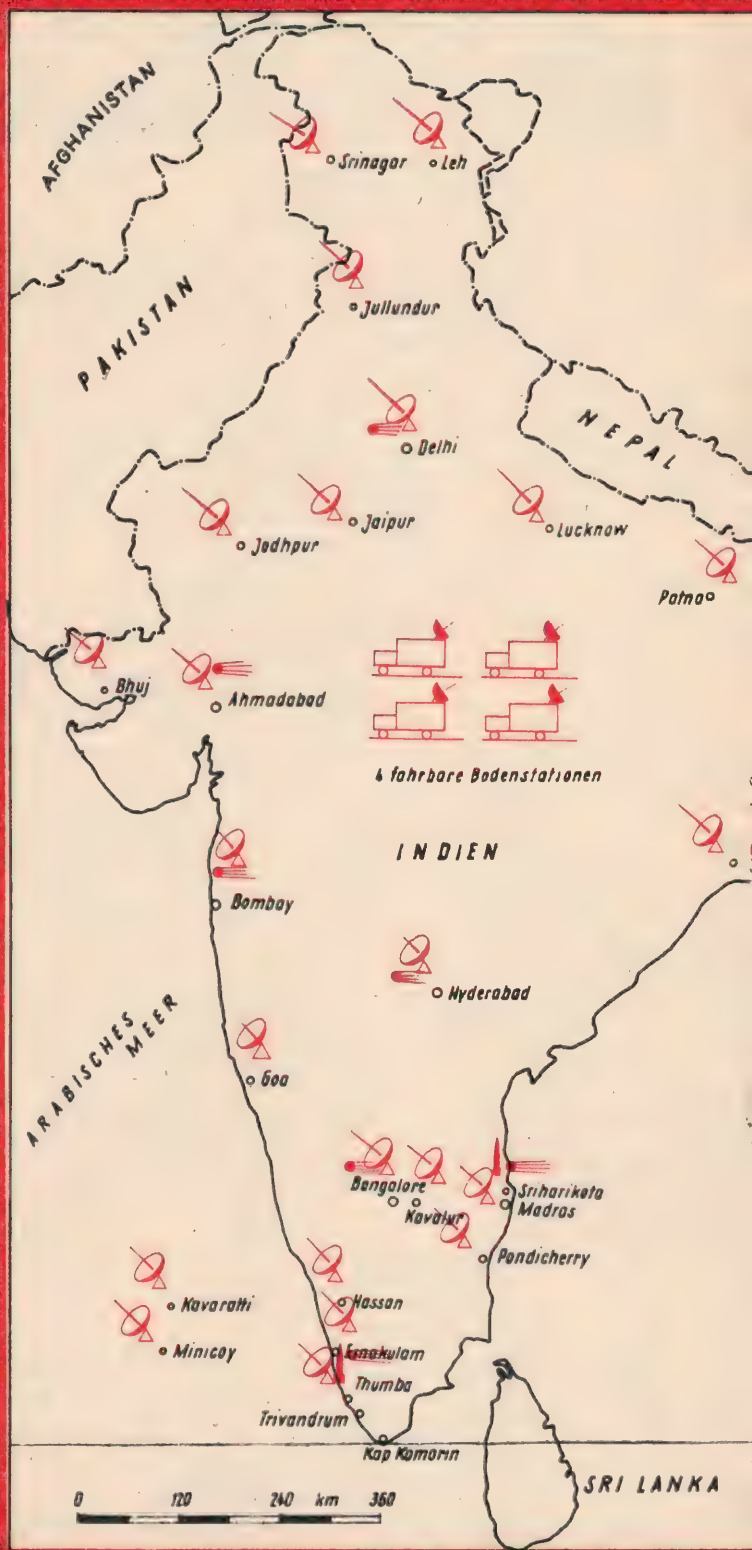 AFGHANISTAN
Srinagar
Leh
PAKISTAN
Jullundur
NEPAL
Delhi
Jodhpur
Jaipur
Lucknow
Patna
Bhuj
Ahmadabad
4 fahrbare Bodenstationen
INDIEN
Bombay
Hyderabad
ARABISCHES
MEER
Goa
Bangalore
Kavalur
Sriharikota
Madras
Pondicherry
Kavaratti
Hassan
Minicoy
Ernakulam
Thumba
Trivandrum
Kap Komorin
SRI LANKA
0 120 240 km 360